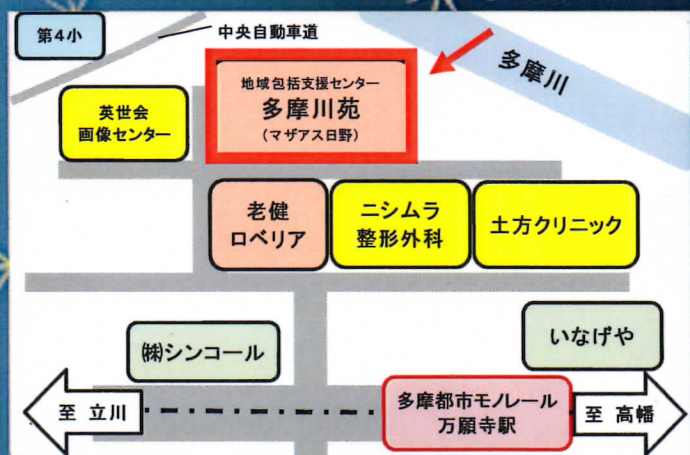 第4小
中央自動車道
多摩川
地域包括支援センター
多摩川苑
(マザアス日野)
英世会
画像センター
老健
ロベリア
ニシムラ
整形外科
土方クリニック
㈱シンコール
いなげや
至 立川
多摩都市モノレール
万願寺駅
至 高幡